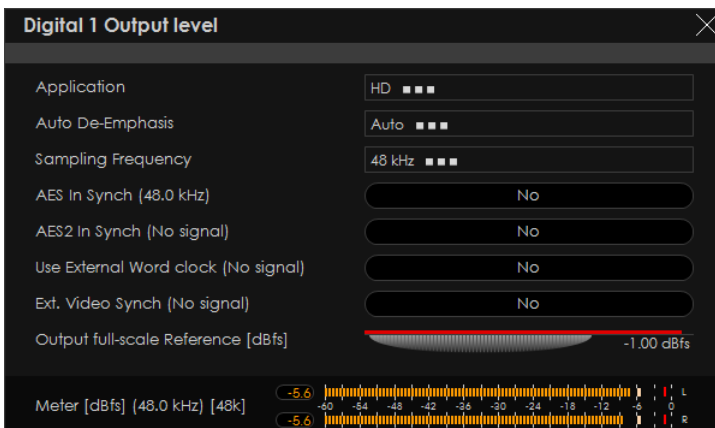 Digital 1 Output level
Application
HD
Auto De-Emphasis
Auto
Sampling Frequency
48 kHz
AES In Synch (48.0 kHz)
No
AES2 In Synch (No signal)
No
Use External Word clock (No signal)
No
Ext. Video Synch (No signal)
No
Output full-scale Reference [dBfs]
-1.00 dBfs
Meter [dBfs] (48.0 kHz) [48k]
-5.6
L
-60 -54 -48 -42 -36 -30 -24 -18 -12 -6 0
-5.6
R